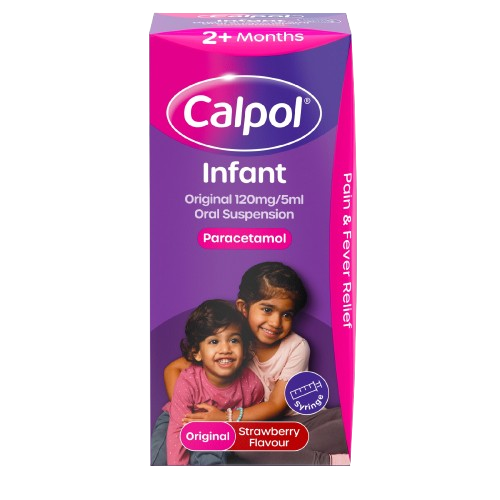 2+ Months
Calpol®
Infant
Original 120mg/5ml
Oral Suspension
Paracetamol
Pain & Fever Relief
Syringe
Original
Strawberry
Flavour